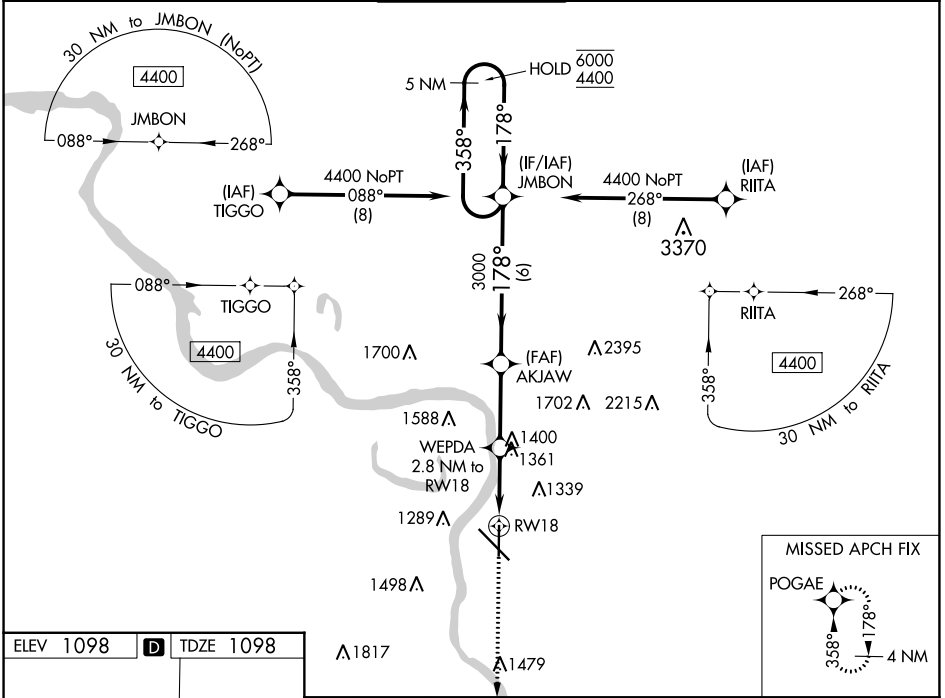 30 NM to JMBON (NoPT)
4400
JMBON
088°
268°
5 NM
HOLD
6000
4400
358°
178°
(IF/IAF)
JMBON
(IAF)
TIGGO
4400 NoPT
088°
(8)
4400 NoPT
268°
(8)
(IAF)
RIITA
3370
3000
178°
(6)
088°
TIGGO
4400
358°
30 NM to TIGGO
268°
RIITA
4400
358°
30 NM to RIITA
1700
(FAF)
AKJAW
2395
1702
2215
1588
WEPDA
2.8 NM to
RW18
1400
1361
1339
1289
RW18
1498
1817
1479
MISSED APCH FIX
POGAE
358°
178°
4 NM
ELEV 1098 D TDZE 1098